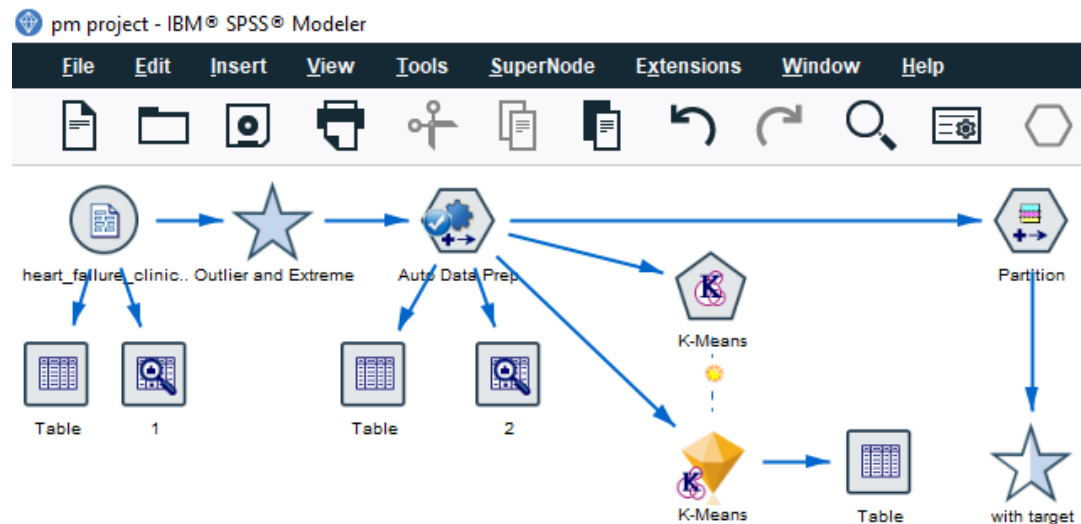 pm project - IBM® SPSS® Modeler
File Edit Insert View Tools SuperNode Extensions Window Help
heart_failure_clinic.. Outlier and Extreme Auto Data Prep Partition
K-Means
Table 1 Table 2
K
K-Means Table with target